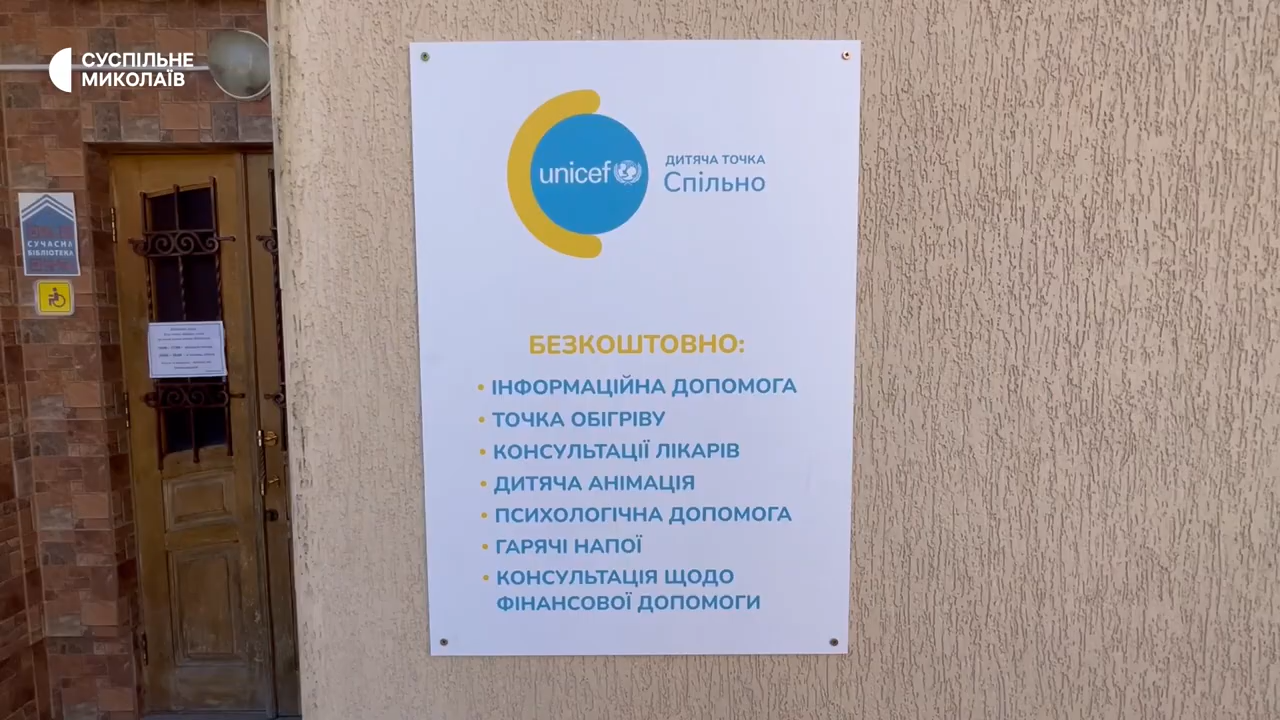 СУСПІЛЬНЕ
МИКОЛАЇВ
unicef
ДИТЯЧА ТОЧКА
Спільно
СУЧАСНА
БІБЛІОТЕКА
БЕЗКОШТОВНО:
• ІНФОРМАЦІЙНА ДОПОМОГА
• ТОЧКА ОБІГРІВУ
• КОНСУЛЬТАЦІЇ ЛІКАРІВ
• ДИТЯЧА АНІМАЦІЯ
• ПСИХОЛОГІЧНА ДОПОМОГА
• ГАРЯЧІ НАПОЇ
• КОНСУЛЬТАЦІЯ ЩОДО
ФІНАНСОВОЇ ДОПОМОГИ